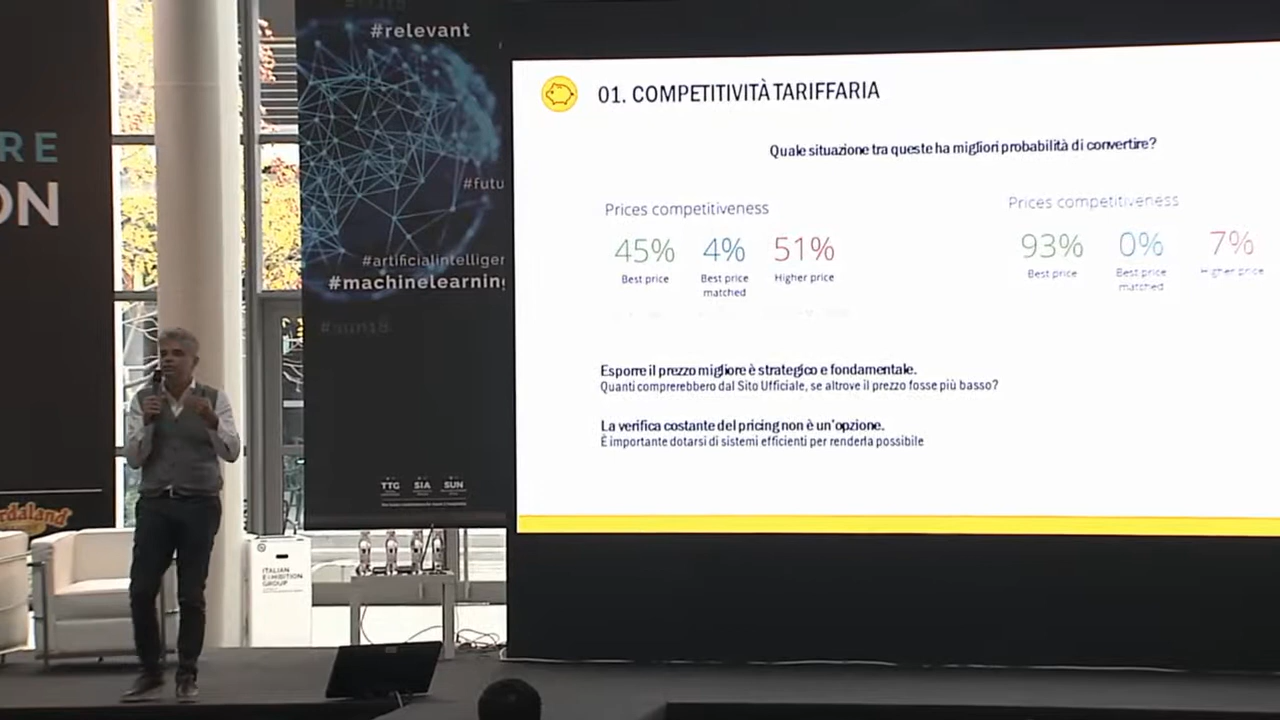 RE
ON
rdaland
#relevant
#futu
#artificialintelligen
#machinelearning
#sun18
TTG SIA SUN
ITALIAN
EXHIBITION
GROUP
01. COMPETITIVITÀ TARIFFARIA
Quale situazione tra queste ha migliori probabilità di convertire?
Prices competitiveness
45% 4% 51%
Best price Best price matched Higher price
Prices competitiveness
93% 0% 7%
Best price Best price matched Higher price
Esporre il prezzo migliore è strategico e fondamentale.
Quanti comprerebbero dal Sito Ufficiale, se altrove il prezzo fosse più basso?
La verifica costante del pricing non è un'opzione.
È importante dotarsi di sistemi efficienti per renderla possibile